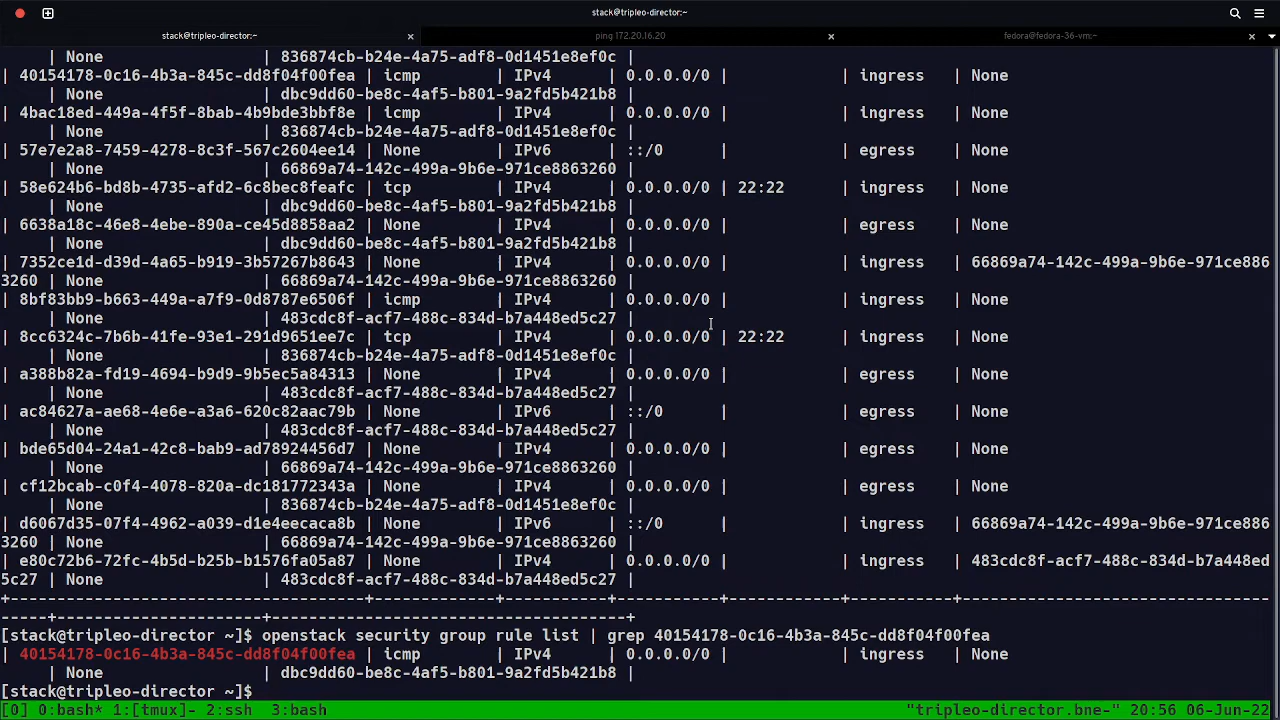 stack@tripleo-director:~
stack@tripleo-director:~ × ping 172.20.16.20 × fedora@fedora-36-vm:~ ×
| None | 836874cb-b24e-4a75-adf8-0d1451e8ef0c |
| 40154178-0c16-4b3a-845c-dd8f04f00fea | icmp | IPv4 | 0.0.0.0/0 | | ingress | None
| None | dbc9dd60-be8c-4af5-b801-9a2fd5b421b8 |
| 4bac18ed-449a-4f5f-8bab-4b9bde3bbf8e | icmp | IPv4 | 0.0.0.0/0 | | ingress | None
| None | 836874cb-b24e-4a75-adf8-0d1451e8ef0c |
| 57e7e2a8-7459-4278-8c3f-567c2604ee14 | None | IPv6 | ::/0 | | egress | None
| None | 66869a74-142c-499a-9b6e-971ce8863260 |
| 58e624b6-bd8b-4735-afd2-6c8bec8feafc | tcp | IPv4 | 0.0.0.0/0 | 22:22 | ingress | None
| None | dbc9dd60-be8c-4af5-b801-9a2fd5b421b8 |
| 6638a18c-46e8-4ebe-890a-ce45d8858aa2 | None | IPv4 | 0.0.0.0/0 | | egress | None
| None | dbc9dd60-be8c-4af5-b801-9a2fd5b421b8 |
| 7352ce1d-d39d-4a65-b919-3b57267b8643 | None | IPv4 | 0.0.0.0/0 | | ingress | 66869a74-142c-499a-9b6e-971ce886
3260 | None | 66869a74-142c-499a-9b6e-971ce8863260 |
| 8bf83bb9-b663-449a-a7f9-0d8787e6506f | icmp | IPv4 | 0.0.0.0/0 | | ingress | None
| None | 483cdc8f-acf7-488c-834d-b7a448ed5c27 |
| 8cc6324c-7b6b-41fe-93e1-291d9651ee7c | tcp | IPv4 | 0.0.0.0/0 | 22:22 | ingress | None
| None | 836874cb-b24e-4a75-adf8-0d1451e8ef0c |
| a388b82a-fd19-4694-b9d9-9b5ec5a84313 | None | IPv4 | 0.0.0.0/0 | | egress | None
| None | 483cdc8f-acf7-488c-834d-b7a448ed5c27 |
| ac84627a-ae68-4e6e-a3a6-620c82aac79b | None | IPv6 | ::/0 | | egress | None
| None | 483cdc8f-acf7-488c-834d-b7a448ed5c27 |
| bde65d04-24a1-42c8-bab9-ad78924456d7 | None | IPv4 | 0.0.0.0/0 | | egress | None
| None | 66869a74-142c-499a-9b6e-971ce8863260 |
| cf12bcab-c0f4-4078-820a-dc181772343a | None | IPv4 | 0.0.0.0/0 | | egress | None
| None | 836874cb-b24e-4a75-adf8-0d1451e8ef0c |
| d6067d35-07f4-4962-a039-d1e4eecaca8b | None | IPv6 | ::/0 | | ingress | 66869a74-142c-499a-9b6e-971ce886
3260 | None | 66869a74-142c-499a-9b6e-971ce8863260 |
| e80c72b6-72fc-4b5d-b25b-b1576fa05a87 | None | IPv4 | 0.0.0.0/0 | | ingress | 483cdc8f-acf7-488c-834d-b7a448ed
5c27 | None | 483cdc8f-acf7-488c-834d-b7a448ed5c27 |
+--------------------------------------+---------+-----------+-----------+------------+-----------+---------------------------------
-----+----------------------+--------------------------------------+
[stack@tripleo-director ~]$ openstack security group rule list | grep 40154178-0c16-4b3a-845c-dd8f04f00fea
| 40154178-0c16-4b3a-845c-dd8f04f00fea | icmp | IPv4 | 0.0.0.0/0 | | ingress | None
| None | dbc9dd60-be8c-4af5-b801-9a2fd5b421b8 |
[stack@tripleo-director ~]$
[0] 0:bash* 1:[tmux]- 2:ssh 3:bash "tripleo-director.bne-" 20:56 06-Jun-22